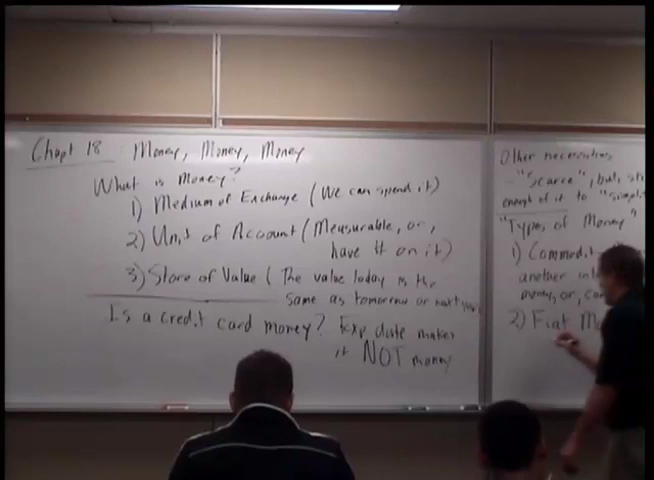 Chapt 18 Money, Money, Money
What is Money?
1) Medium of Exchange (We can spend it)
2) Unit of Account (Measurable, or,
have # on it)
3) Store of Value (The value today is the
same as tomorrow or next
Is a credit card money? Exp date makes
it NOT money
Other necessities
- "Scarce", but,
enough of it to "simpl
"Types of Money"
1) Commodit
another
money, or,
2) Fiat